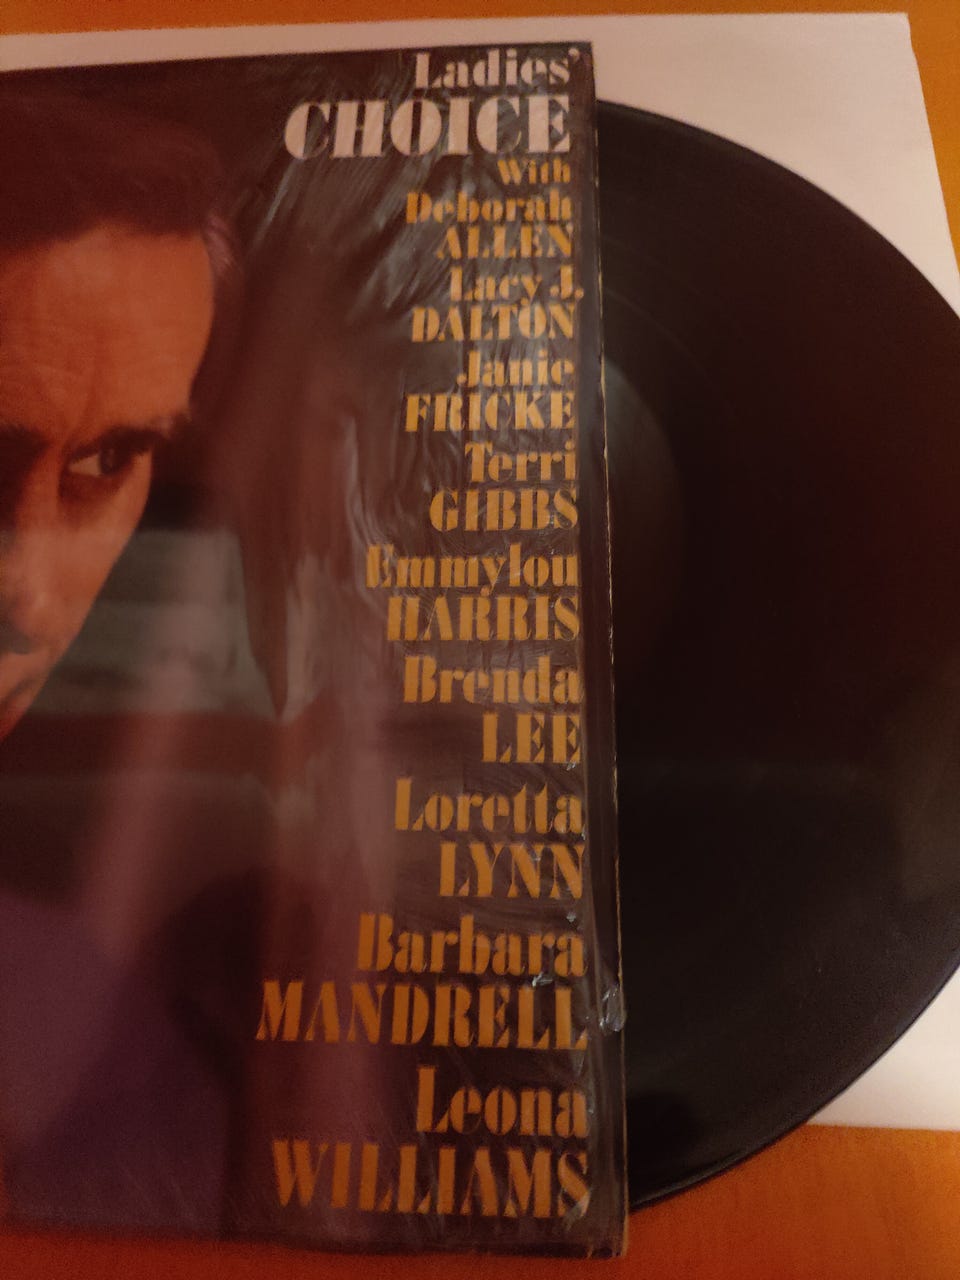 Ladies'
CHOICE
With
Deborah
ALLEN
Lacy J.
DALTON
Janie
FRICKE
Terri
GIBBS
Emmylou
HARRIS
Brenda
LEE
Loretta
LYNN
Barbara
MANDRELL
Leona
WILLIAMS